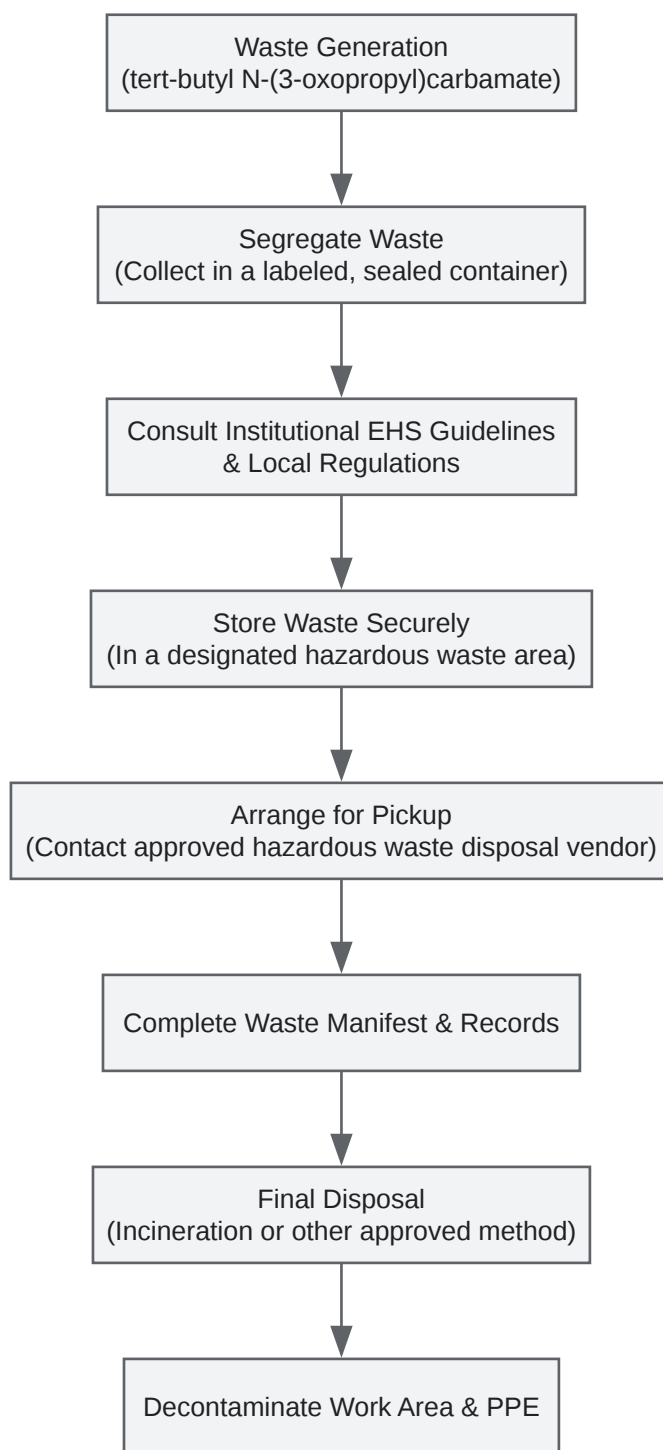 Waste Generation
(tert-butyl N-(3-oxopropyl)carbamate)
Segregate Waste
(Collect in a labeled, sealed container)
Consult Institutional EHS Guidelines
& Local Regulations
Store Waste Securely
(In a designated hazardous waste area)
Arrange for Pickup
(Contact approved hazardous waste disposal vendor)
Complete Waste Manifest & Records
Final Disposal
(Incineration or other approved method)
Decontaminate Work Area & PPE